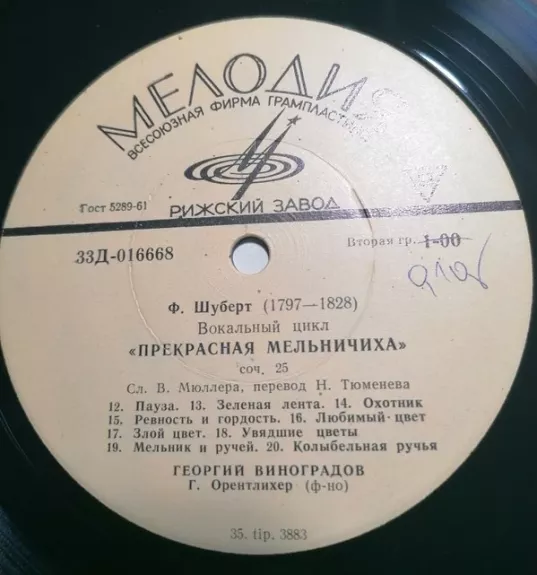 МЕЛОДИЯ
ВСЕСОЮЗНАЯ ФИРМА ГРАМПЛАСТИНОК
Гост 5289-61
РИЖСКИЙ ЗАВОД
33Д-016668
Вторая гр. 1-00
Ф. Шуберт (1797—1828)
Вокальный цикл
«ПРЕКРАСНАЯ МЕЛЬНИЧИХА»
соч. 25
Сл. В. Мюллера, перевод Н. Тюменева
12. Пауза. 13. Зеленая лента. 14. Охотник
15. Ревность и гордость. 16. Любимый цвет
17. Злой цвет. 18. Увядшие цветы
19. Мельник и ручей. 20. Колыбельная ручья
ГЕОРГИЙ ВИНОГРАДОВ
Г. Орентлихер (ф-но)
35. tip. 3883